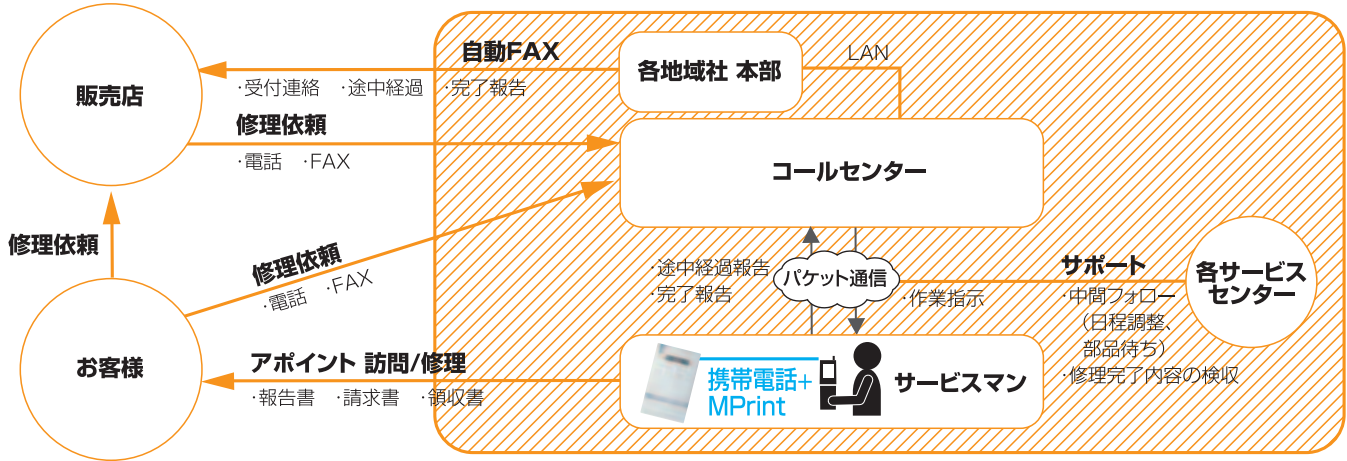 自動FAX
各地域社 本部
LAN
販売店
·受付連絡 ·途中経過 ·完了報告
修理依頼
·電話 ·FAX
コールセンター
修理依頼
修理依頼
·電話 ·FAX
·途中経過報告
·完了報告
パケット通信
·作業指示
サポート
·中間フォロー
(日程調整、
部品待ち)
·修理完了内容の検収
各サービス
センター
お客様
アポイント 訪問/修理
·報告書 ·請求書 ·領収書
携帯電話+
MPrint
サービスマン